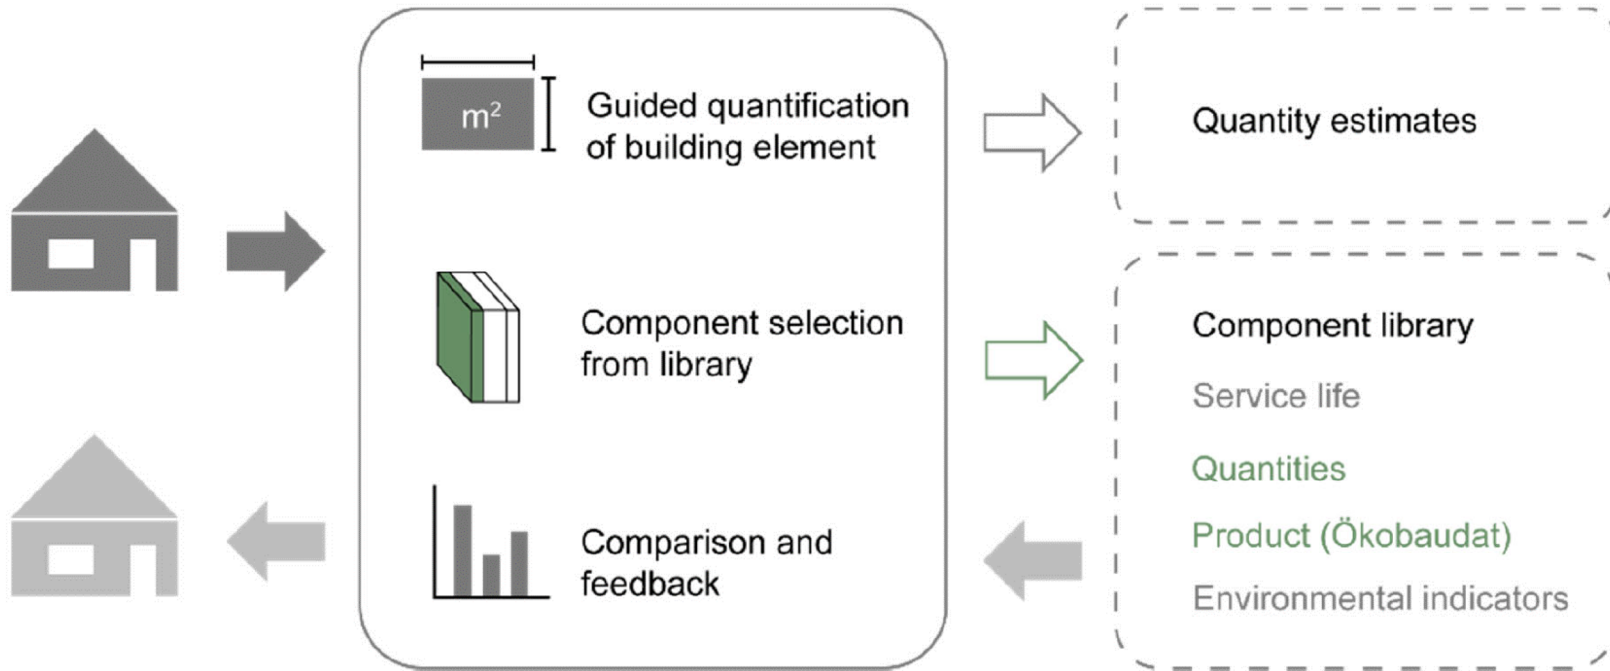 m²
Guided quantification
of building element
Quantity estimates
Component selection
from library
Component library
Service life
Quantities
Product (Ökobaudat)
Environmental indicators
Comparison and
feedback